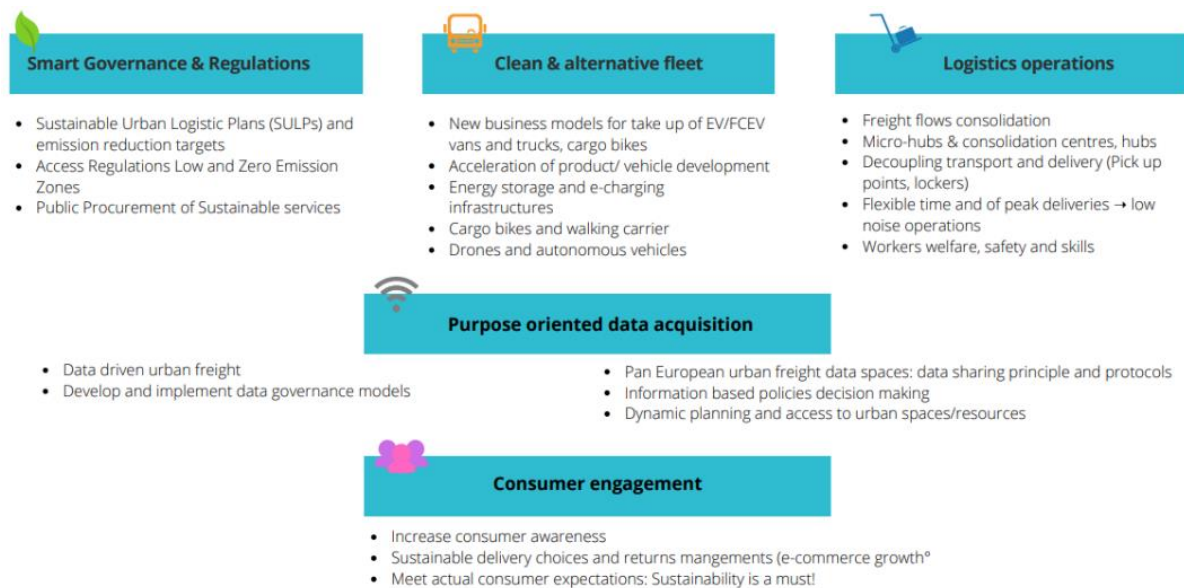 Smart Governance & Regulations
• Sustainable Urban Logistic Plans (SULPs) and
emission reduction targets
• Access Regulations Low and Zero Emission
Zones
• Public Procurement of Sustainable services
Clean & alternative fleet
• New business models for take up of EV/FCEV
vans and trucks, cargo bikes
• Acceleration of product/ vehicle development
• Energy storage and e-charging
infrastructures
• Cargo bikes and walking carrier
• Drones and autonomous vehicles
Logistics operations
• Freight flows consolidation
• Micro-hubs & consolidation centres, hubs
• Decoupling transport and delivery (Pick up
points, lockers)
• Flexible time and of peak deliveries → low
noise operations
• Workers welfare, safety and skills
Purpose oriented data acquisition
• Data driven urban freight
• Develop and implement data governance models
• Pan European urban freight data spaces: data sharing principle and protocols
• Information based policies decision making
• Dynamic planning and access to urban spaces/resources
Consumer engagement
• Increase consumer awareness
• Sustainable delivery choices and returns mangements (e-commerce growth°
• Meet actual consumer expectations: Sustainability is a must!